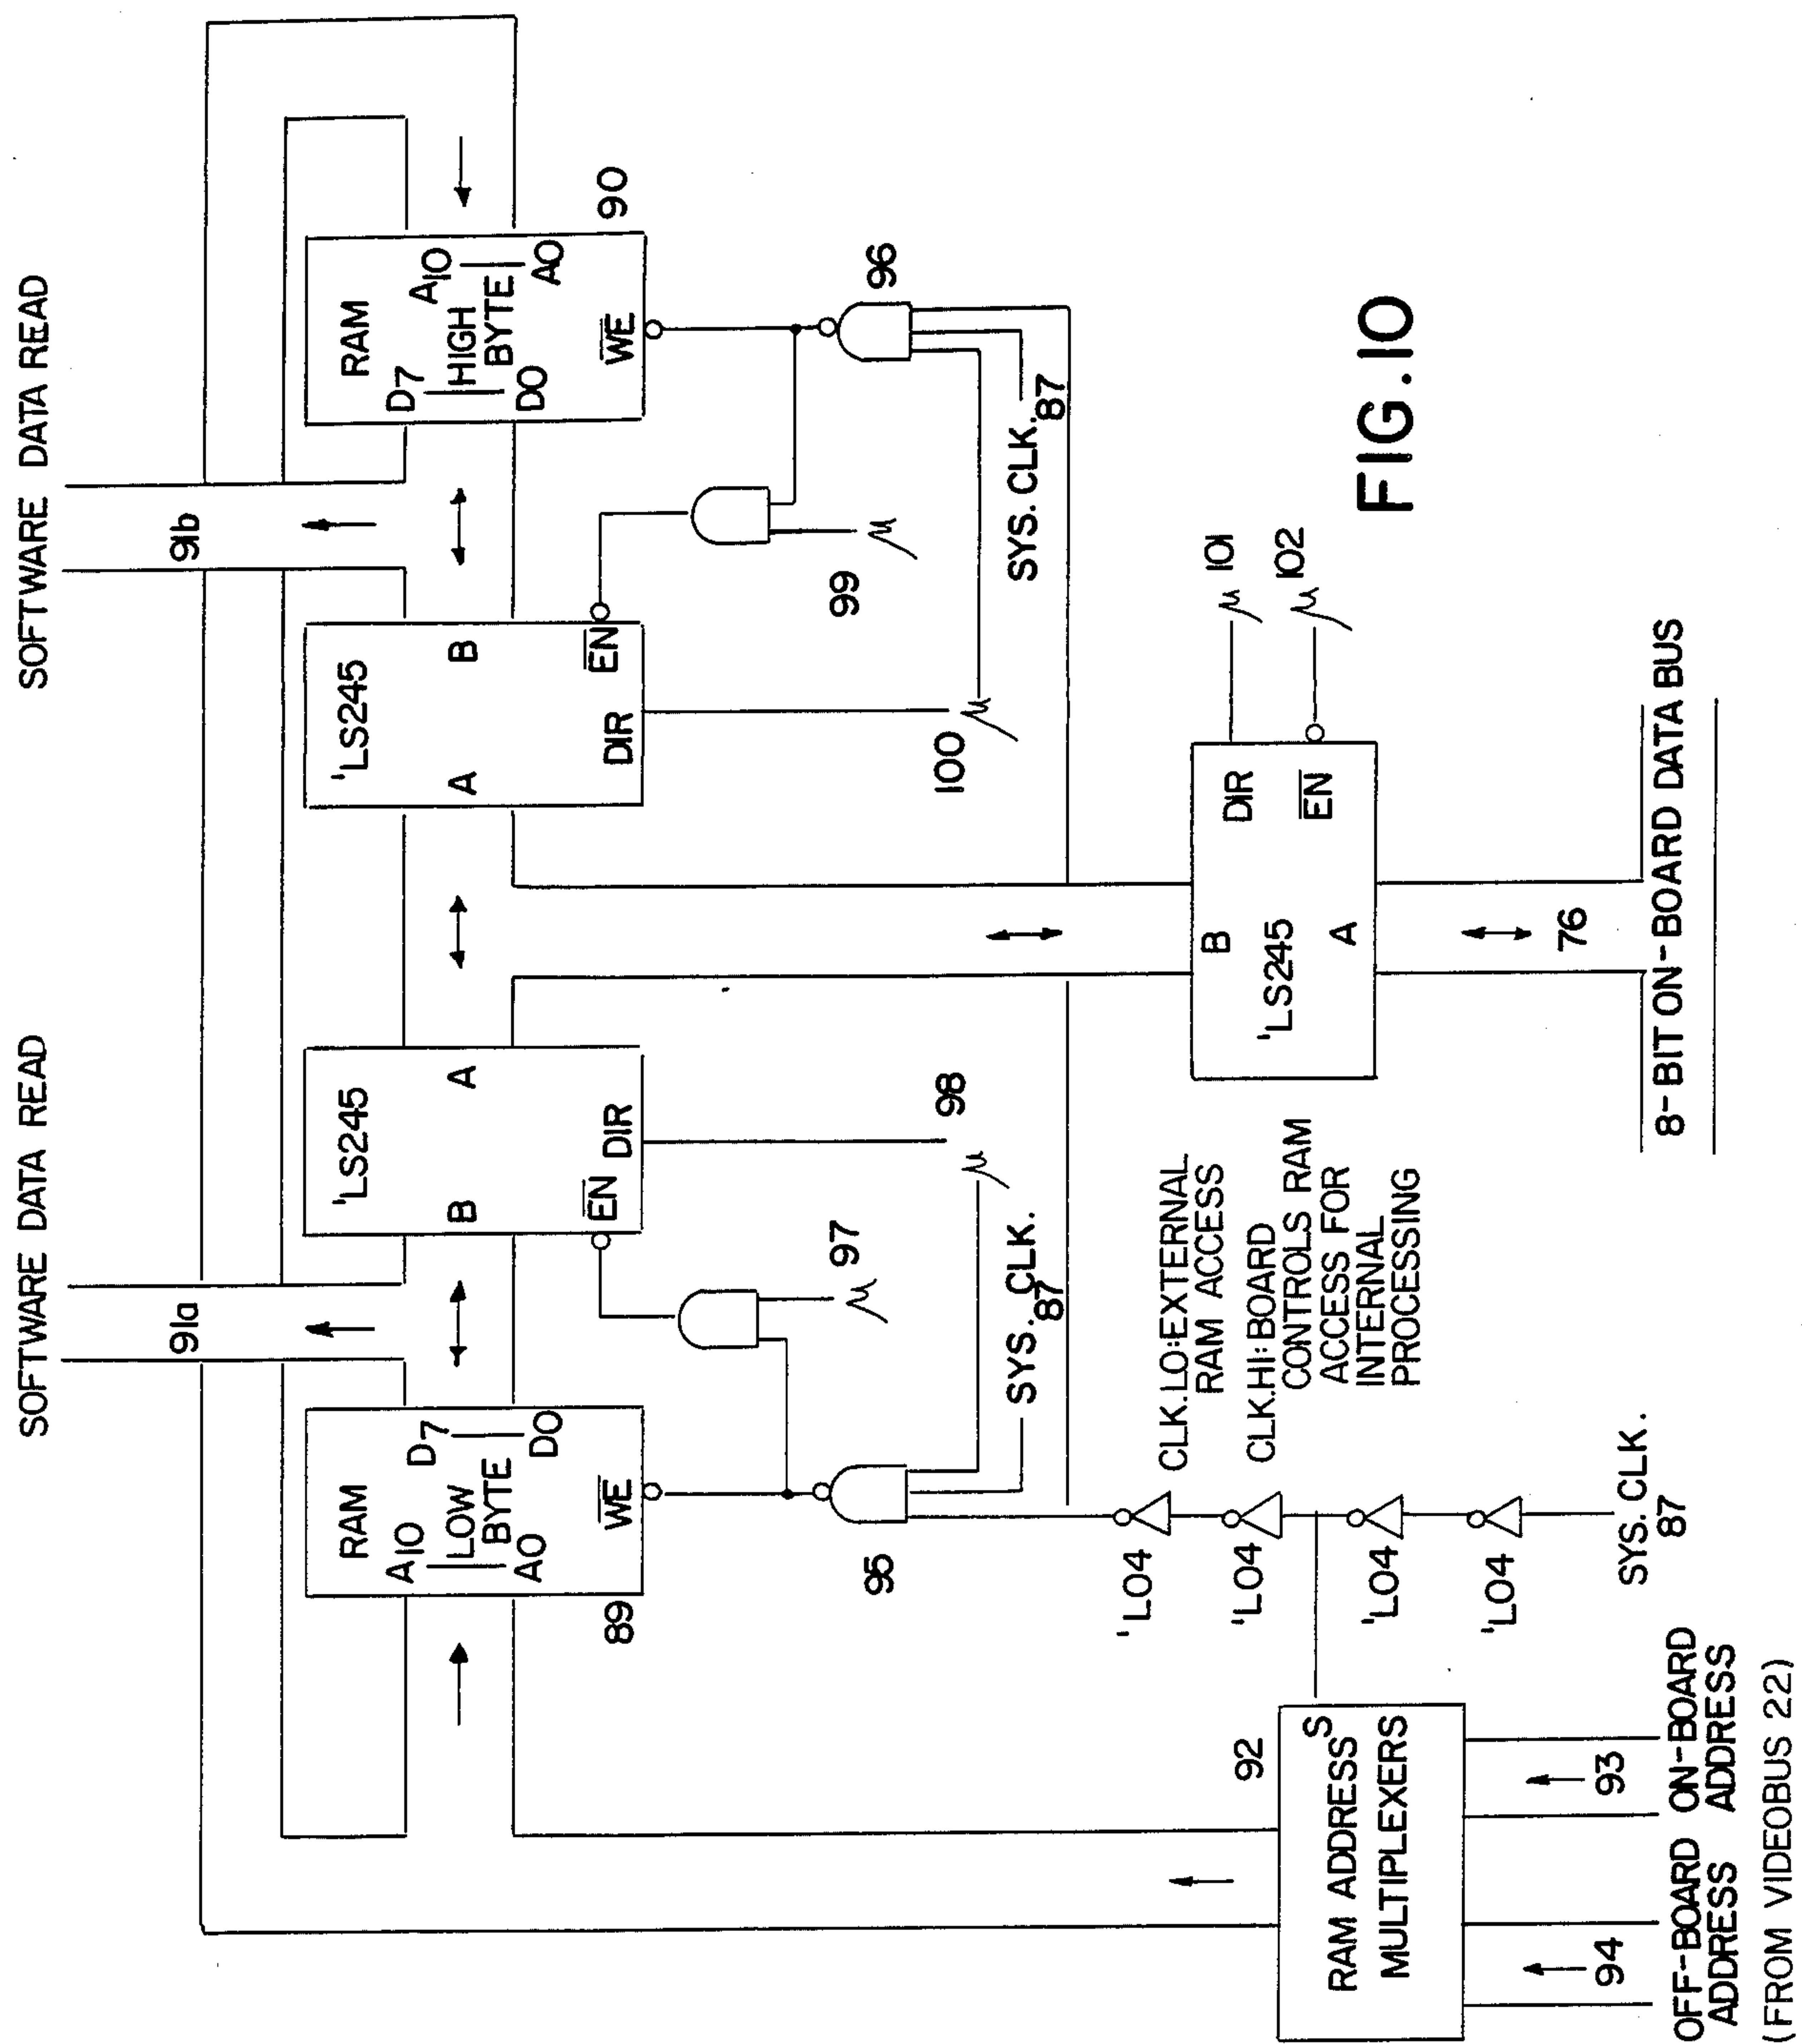 SOFTWARE DATA READ
SOFTWARE DATA READ
91a
91b
RAM
A10
D7
LOW
BYTE
A0
D0
WE
89
'LS245
B
A
EN
DIR
'LS245
A
B
DIR
EN
RAM
D7
A10
HIGH
BYTE
D0
A0
WE
90
95
97
98
99
100
96
SYS. CLK.
87
SYS. CLK.
87
'L04
'L04
'L04
'L04
SYS. CLK.
87
CLK.LO:EXTERNAL
RAM ACCESS
CLK.HI:BOARD
CONTROLS RAM
ACCESS FOR
INTERNAL
PROCESSING
B
DIR
'LS245
A
EN
101
102
76
8-BIT ON-BOARD DATA BUS
92
S
RAM ADDRESS
MULTIPLEXERS
94
93
OFF-BOARD
ADDRESS
ON-BOARD
ADDRESS
(FROM VIDEOBUS 22)
FIG.10